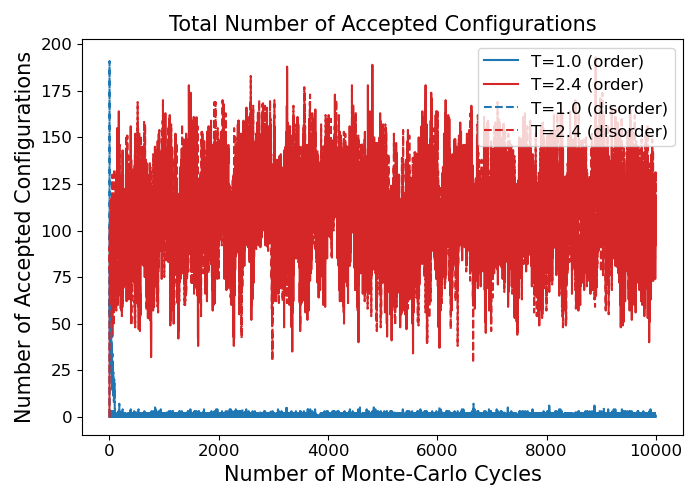 Total Number of Accepted Configurations
Number of Accepted Configurations
200
175
150
125
100
75
50
25
0
T=1.0 (order)
T=2.4 (order)
T=1.0 (disorder)
T=2.4 (disorder)
0 2000 4000 6000 8000 10000
Number of Monte-Carlo Cycles